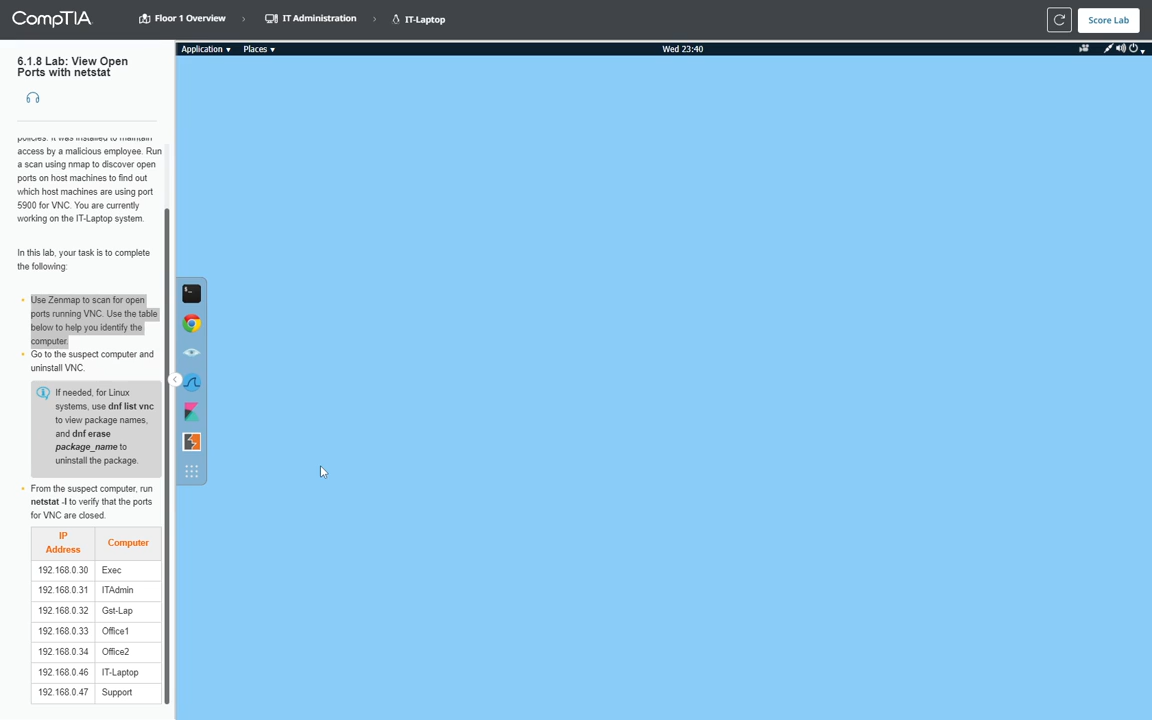 CompTIA.
Floor 1 Overview
IT Administration
IT-Laptop
Score Lab
Application
Places
Wed 23:40
6.1.8 Lab: View Open
Ports with netstat
policies. It was installed to maintain
access by a malicious employee. Run
a scan using nmap to discover open
ports on host machines to find out
which host machines are using port
5900 for VNC. You are currently
working on the IT-Laptop system.
In this lab, your task is to complete
the following:
Use Zenmap to scan for open
ports running VNC. Use the table
below to help you identify the
computer.
Go to the suspect computer and
uninstall VNC.
If needed, for Linux
systems, use dnf list vnc
to view package names,
and dnf erase
package_name to
uninstall the package.
From the suspect computer, run
netstat -l to verify that the ports
for VNC are closed.
IP Address Computer
192.168.0.30 Exec
192.168.0.31 ITAdmin
192.168.0.32 Gst-Lap
192.168.0.33 Office1
192.168.0.34 Office2
192.168.0.46 IT-Laptop
192.168.0.47 Support